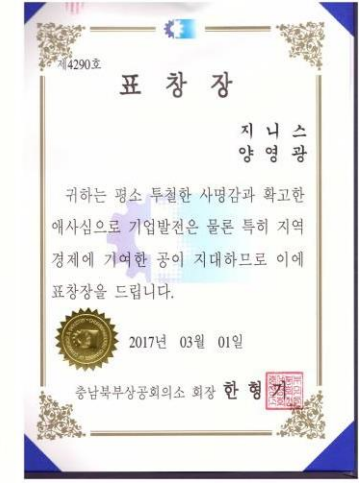 제4290호
표 창 장
지 니 스
양 영 광
귀하는 평소 투철한 사명감과 확고한
애사심으로 기업발전은 물론 특히 지역
경제에 기여한 공이 지대하므로 이에
표창장을 드립니다.
2017년 03월 01일
충남북부상공회의소 회장 한 형 기